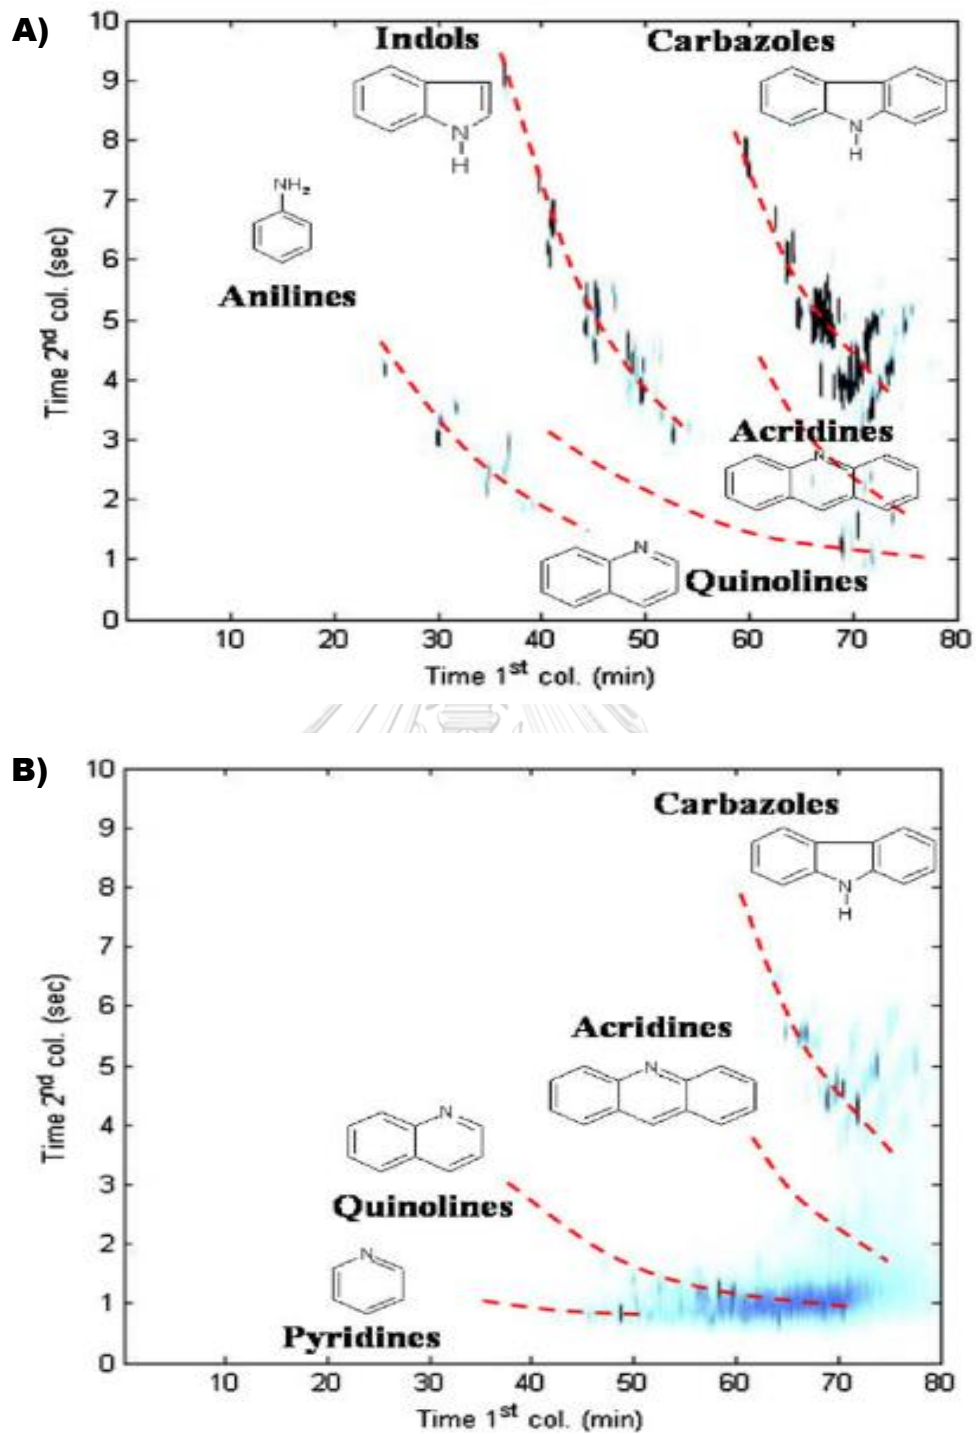 A)
10
9
8
7
6
5
4
3
2
1
0
Time 2nd col. (sec)
Indols
N
H
Carbazoles
N
H
NH2
Anilines
Acridines
N
N
Quinolines
10 20 30 40 50 60 70 80
Time 1st col. (min)
B)
10
9
8
7
6
5
4
3
2
1
0
Time 2nd col. (sec)
Carbazoles
N
H
Acridines
N
N
Quinolines
N
Pyridines
10 20 30 40 50 60 70 80
Time 1st col. (min)